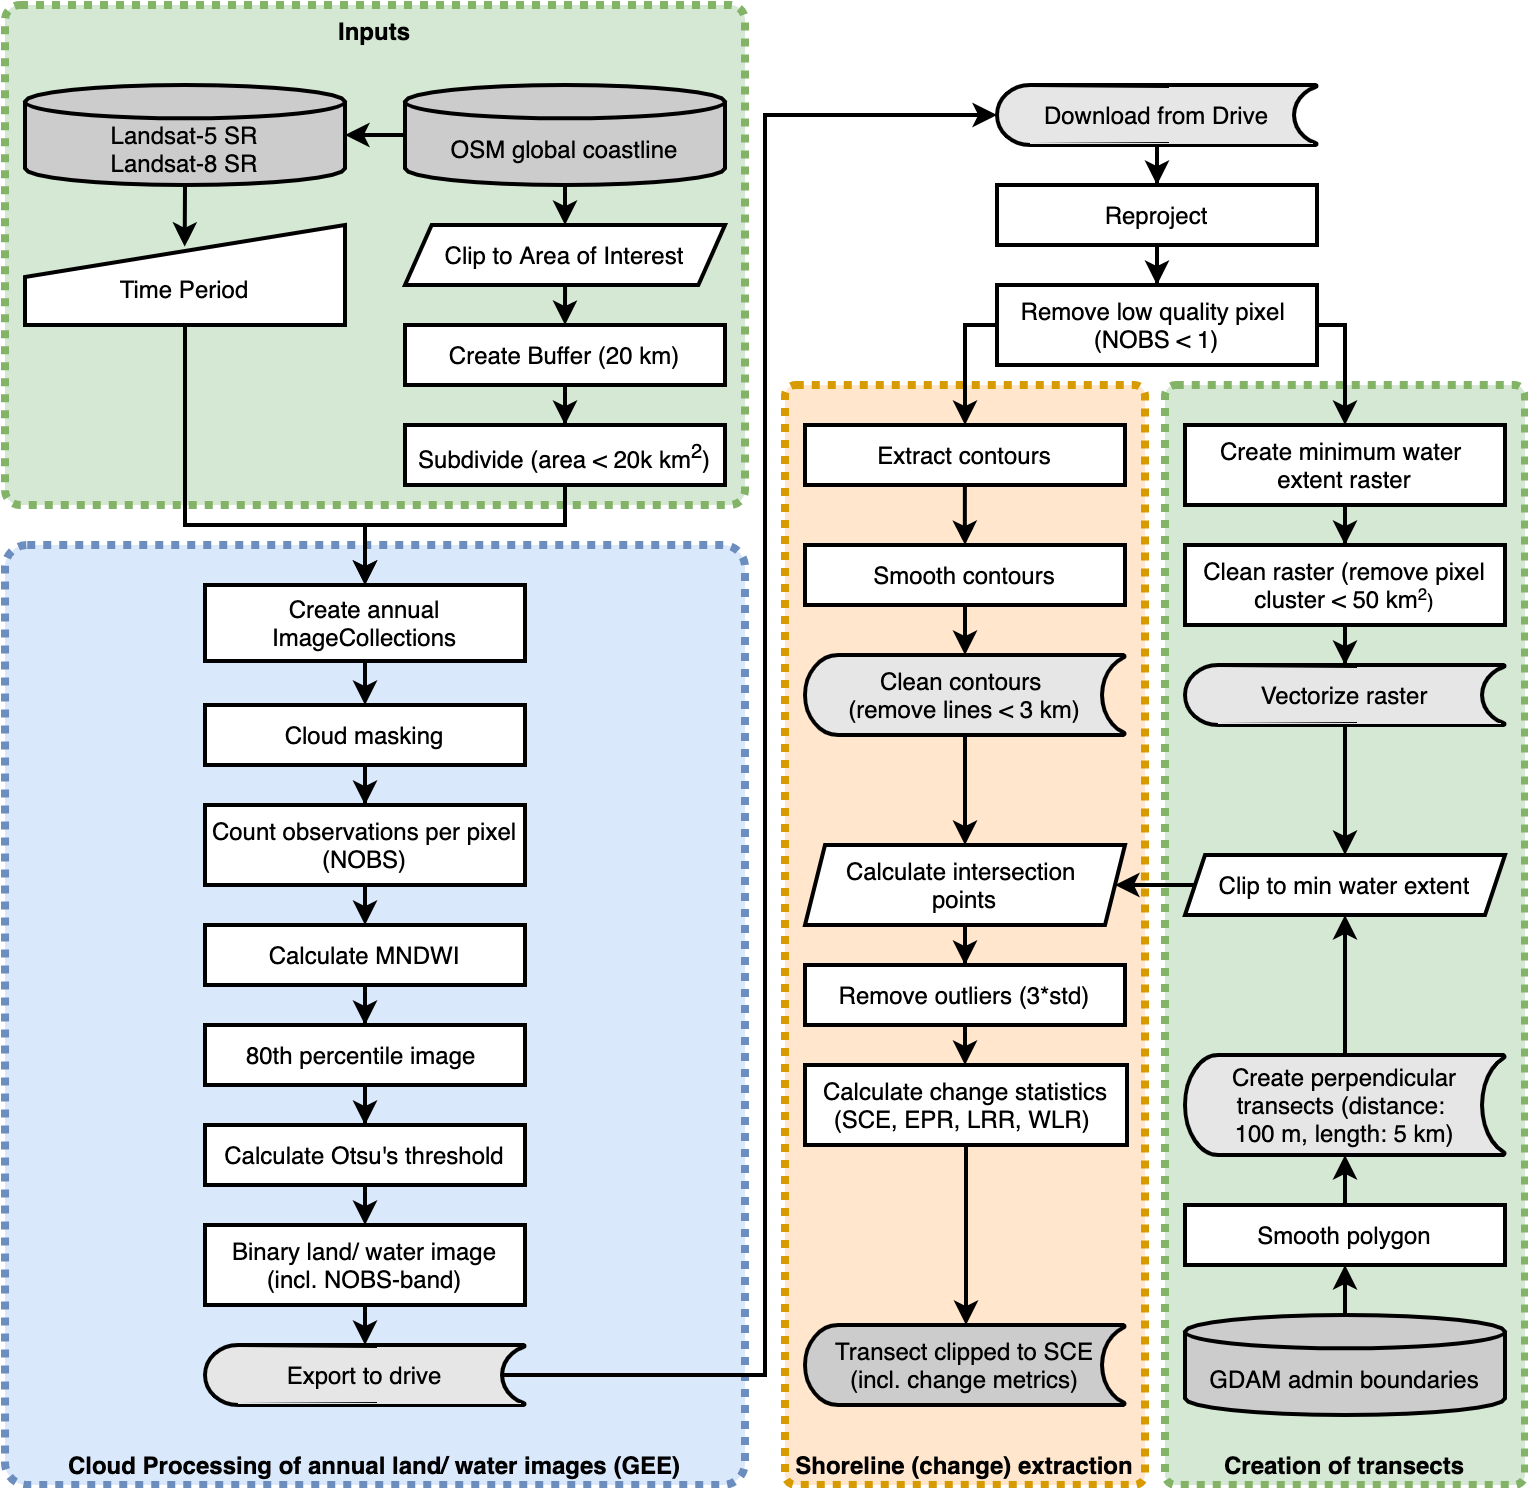 Inputs
Landsat-5 SR
Landsat-8 SR
OSM global coastline
Time Period
Clip to Area of Interest
Create Buffer (20 km)
Subdivide (area < 20k km²)
Create annual
ImageCollections
Cloud masking
Count observations per pixel
(NOBS)
Calculate MNDWI
80th percentile image
Calculate Otsu's threshold
Binary land/ water image
(incl. NOBS-band)
Export to drive
Cloud Processing of annual land/ water images (GEE)
Download from Drive
Reproject
Remove low quality pixel
(NOBS < 1)
Extract contours
Smooth contours
Clean contours
(remove lines < 3 km)
Calculate intersection
points
Remove outliers (3*std)
Calculate change statistics
(SCE, EPR, LRR, WLR)
Transect clipped to SCE
(incl. change metrics)
Shoreline (change) extraction
Create minimum water
extent raster
Clean raster (remove pixel
cluster < 50 km²)
Vectorize raster
Clip to min water extent
Create perpendicular
transects (distance:
100 m, length: 5 km)
Smooth polygon
GDAM admin boundaries
Creation of transects